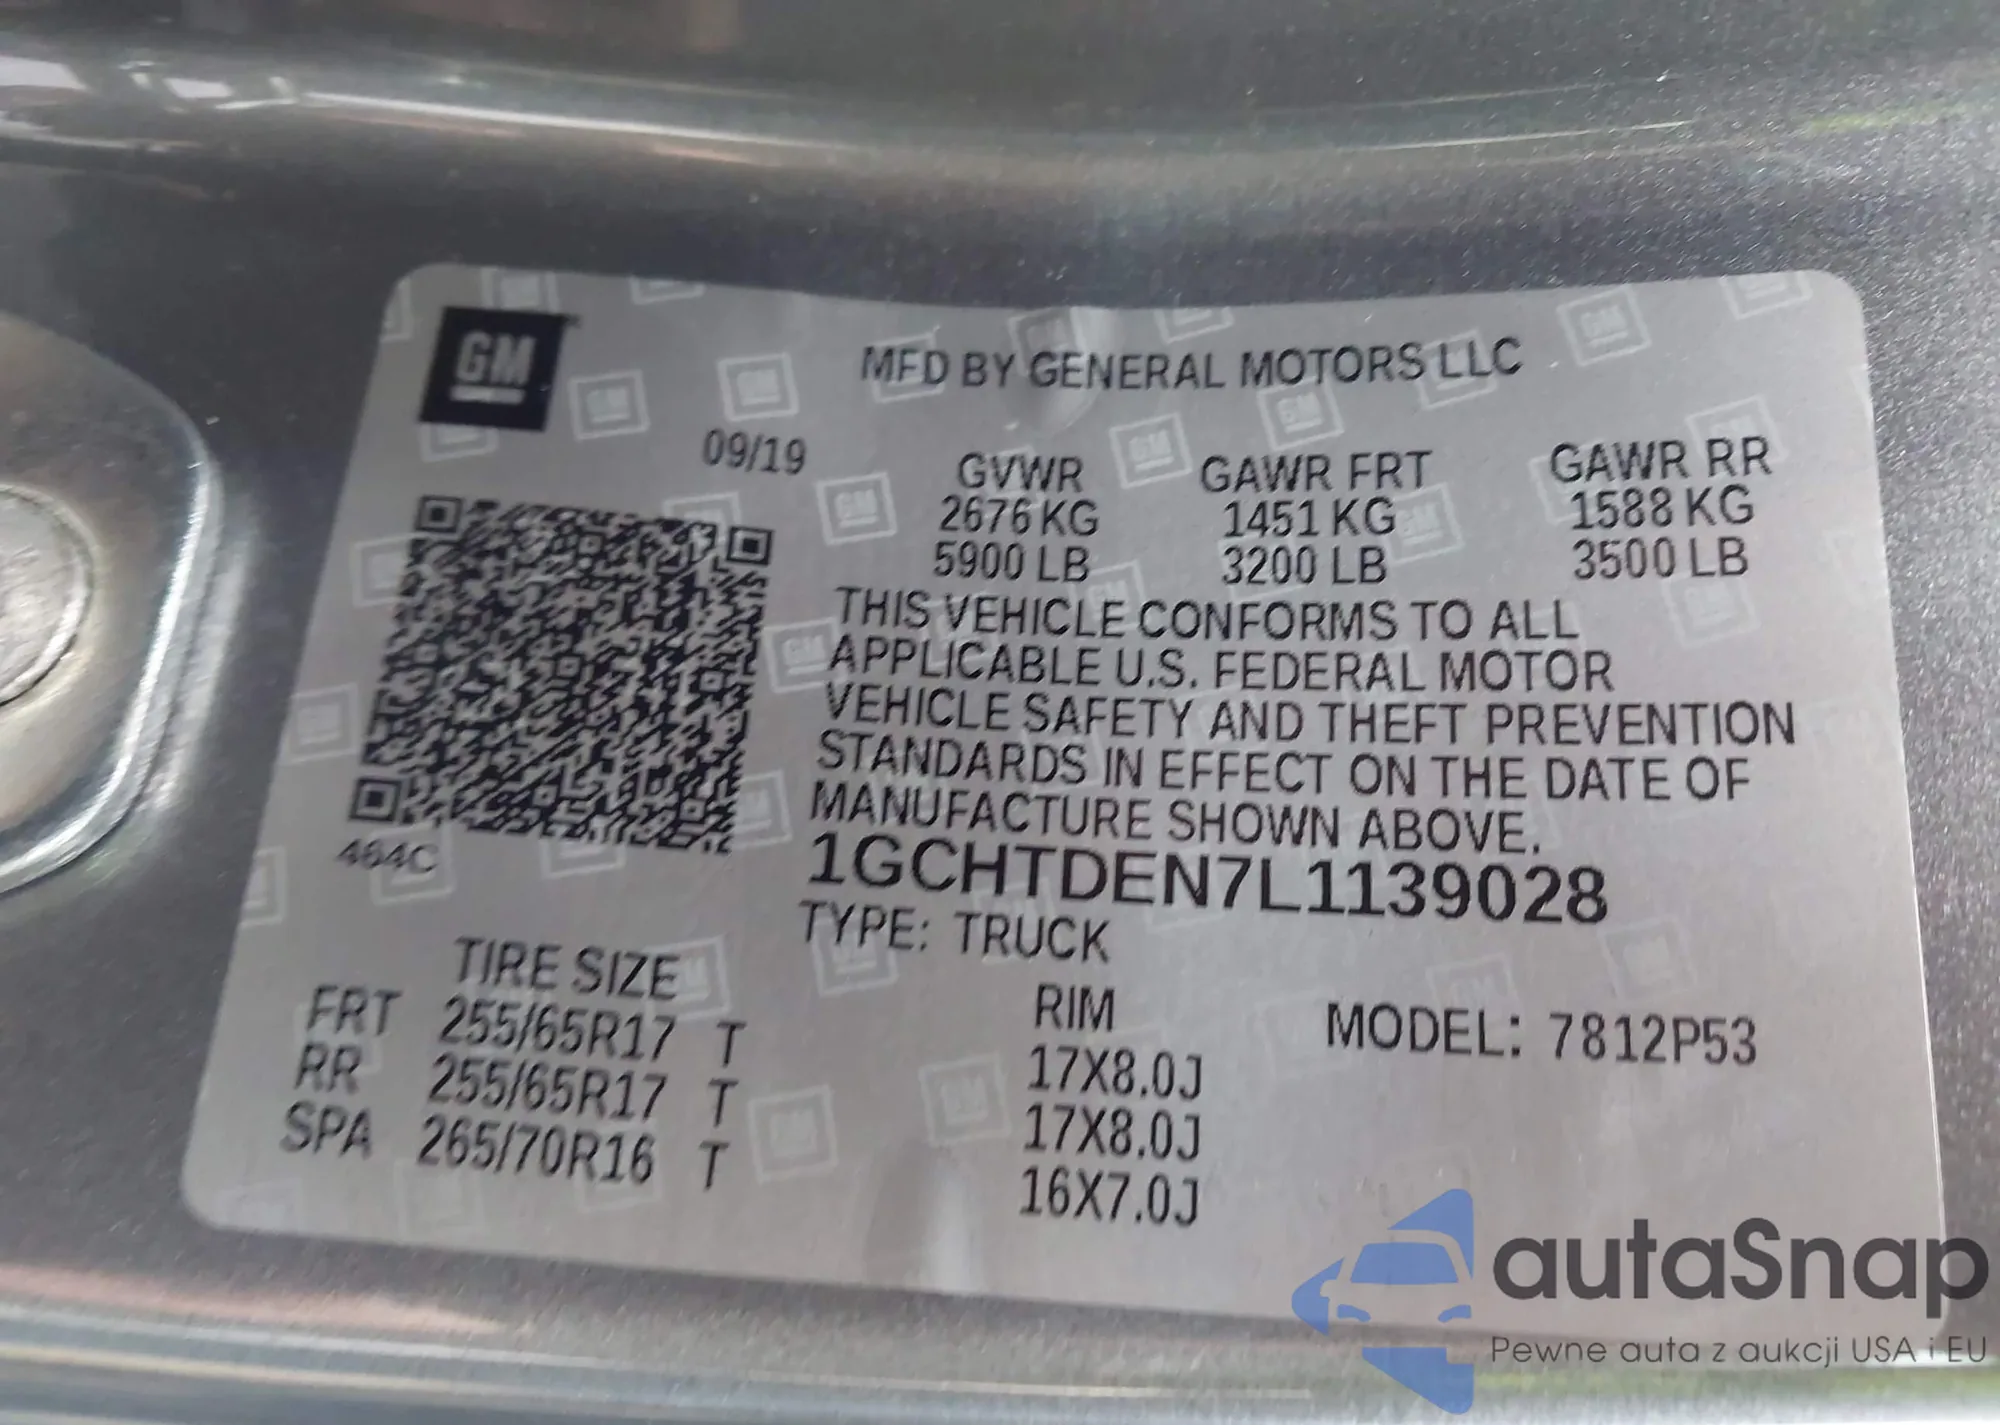 GM
MFD BY GENERAL MOTORS LLC
09/19
GVWR GAWR FRT GAWR RR
2676 KG 1451 KG 1588 KG
5900 LB 3200 LB 3500 LB
THIS VEHICLE CONFORMS TO ALL
APPLICABLE U.S. FEDERAL MOTOR
VEHICLE SAFETY AND THEFT PREVENTION
STANDARDS IN EFFECT ON THE DATE OF
MANUFACTURE SHOWN ABOVE.
464C
1GCHTDEN7L1139028
TYPE: TRUCK
TIRE SIZE RIM MODEL: 7812P53
FRT 255/65R17 T 17X8.0J
RR 255/65R17 T 17X8.0J
SPA 265/70R16 T 16X7.0J
autaSnap
Pewne auta z aukcji USA i EU